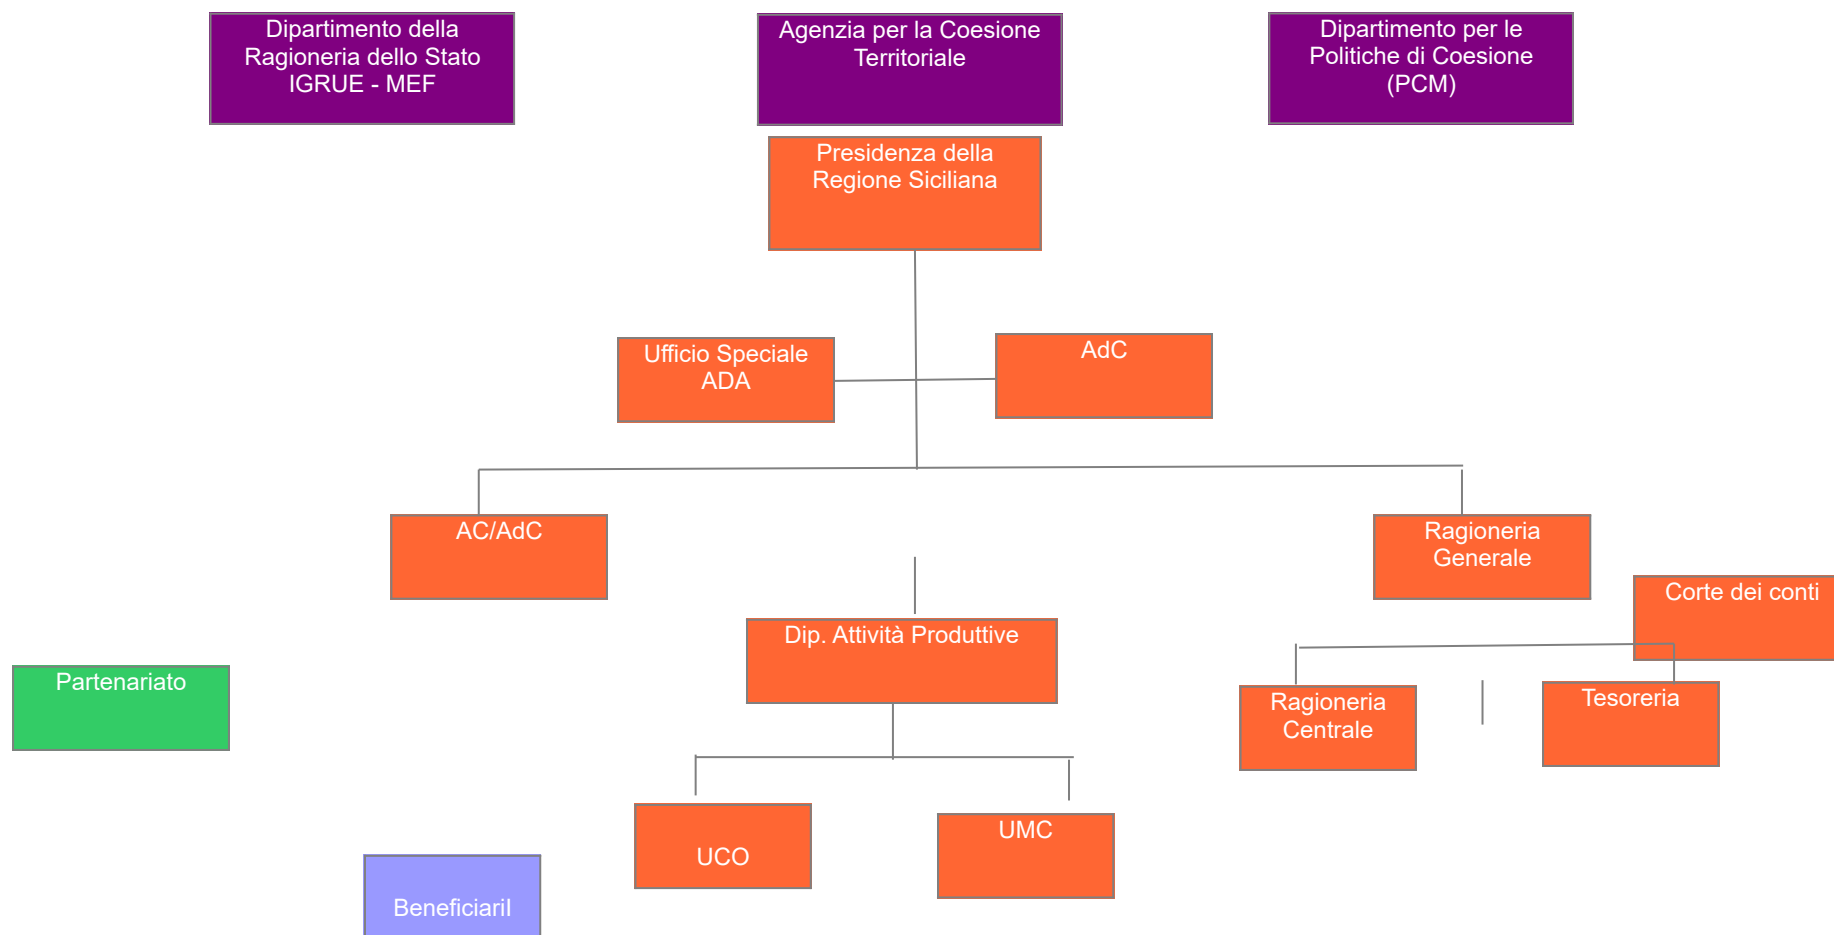 Dipartimento della
Ragioneria dello Stato
IGRUE - MEF
Agenzia per la Coesione
Territoriale
Dipartimento per le
Politiche di Coesione
(PCM)
Presidenza della
Regione Siciliana
Ufficio Speciale
ADA
AdC
AC/AdC
Ragioneria
Generale
Corte dei conti
Dip. Attività Produttive
Partenariato
Ragioneria
Centrale
Tesoreria
UCO
UMC
BeneficiariI